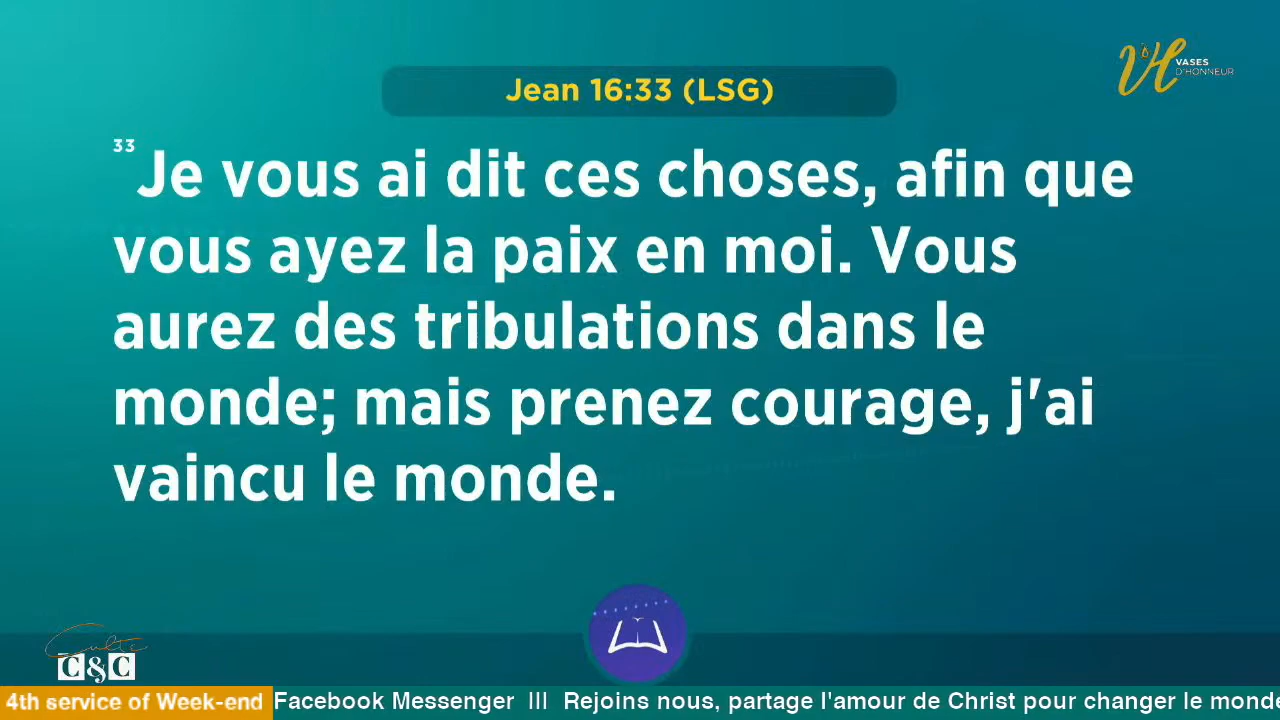 VH VASES
D'HONNEUR
Jean 16:33 (LSG)
33 Je vous ai dit ces choses, afin que
vous ayez la paix en moi. Vous
aurez des tribulations dans le
monde; mais prenez courage, j'ai
vaincu le monde.
Culte
C&C
4th service of Week-end Facebook Messenger III Rejoins nous, partage l'amour de Christ pour changer le monde